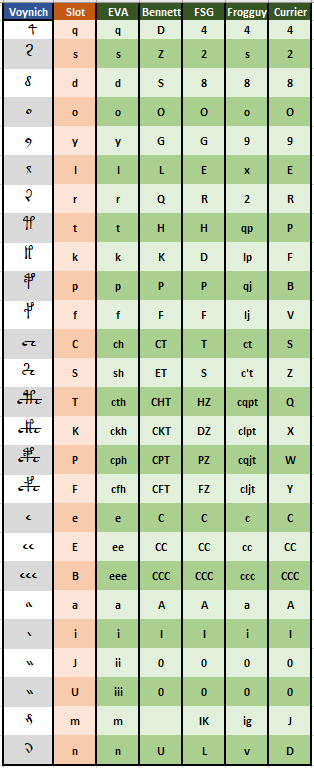 Voynich Slot EVA Bennett FSG Frogguy Currier
q q D 4 4 4
s s Z 2 s 2
d d S 8 8 8
o o O O o O
y y G G 9 9
l l L E x E
r r Q R 2 R
t t H H qp P
k k K D lp F
p p P P qj B
f f F F lj V
C ch CT T ct S
S sh ET S c't Z
T cth CHT HZ cqpt Q
K ckh CKT DZ clpt X
P cph CPT PZ cqjt W
F cfh CFT FZ cljt Y
e e C C c C
E ee CC CC cc CC
B eee CCC CCC ccc CCC
a a A A a A
i i I I i I
J ii 0 0 0 0
U iii 0 0 0 0
m m IK ig J
n n U L v D